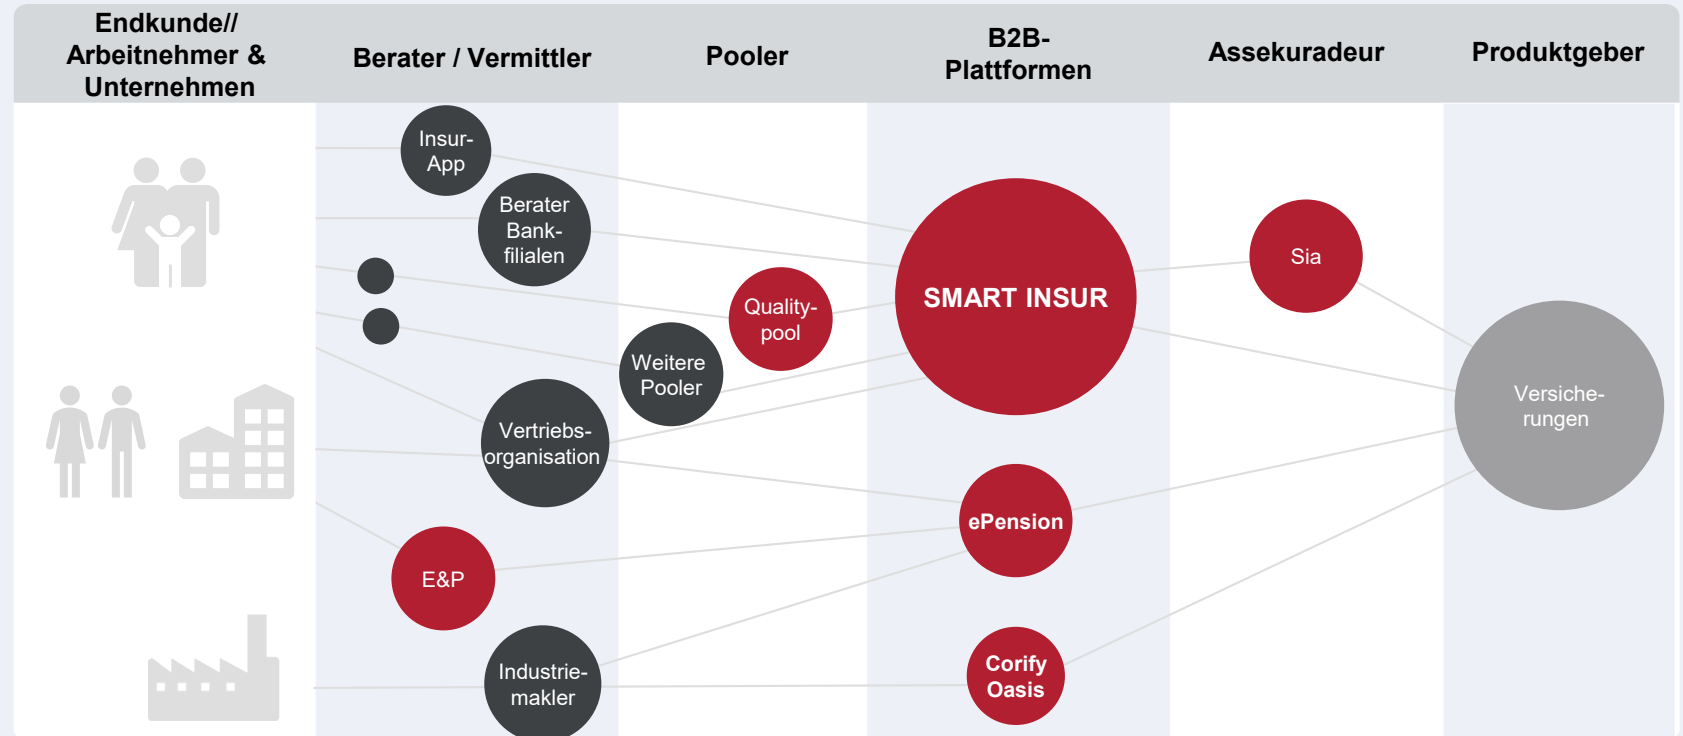 Endkunde//
Arbeitnehmer &
Unternehmen
Berater / Vermittler
Pooler
B2B-
Plattformen
Assekuradeur
Produktgeber
Insur-
App
Berater
Bank-
filialen
Quality-
pool
Weitere
Pooler
Vertriebs-
organisation
E&P
Industrie-
makler
SMART INSUR
ePension
Corify
Oasis
Sia
Versiche-
rungen